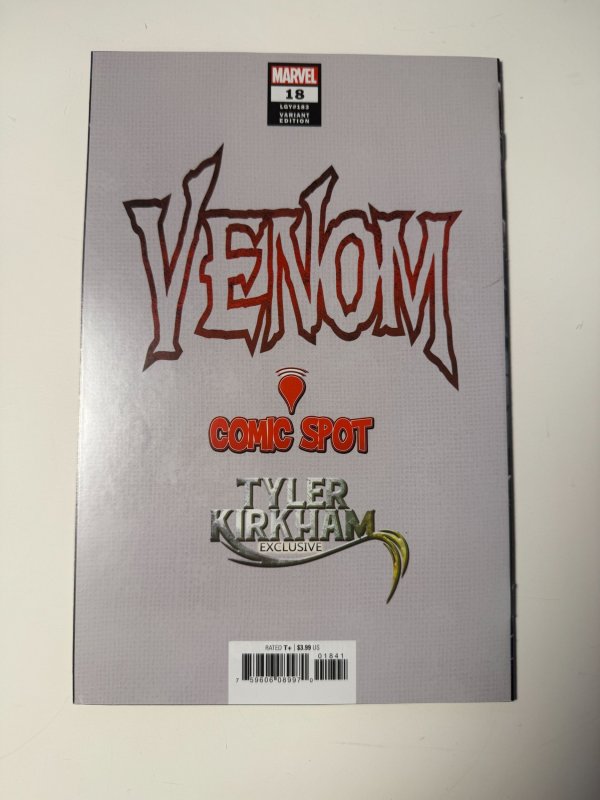 MARVEL
18
LGY#183
VARIANT
EDITION
VENOM
COMIC SPOT
TYLER
KIRKHAM
EXCLUSIVE
RATED T+ $3.99 US
01841
7 59606 08997 0